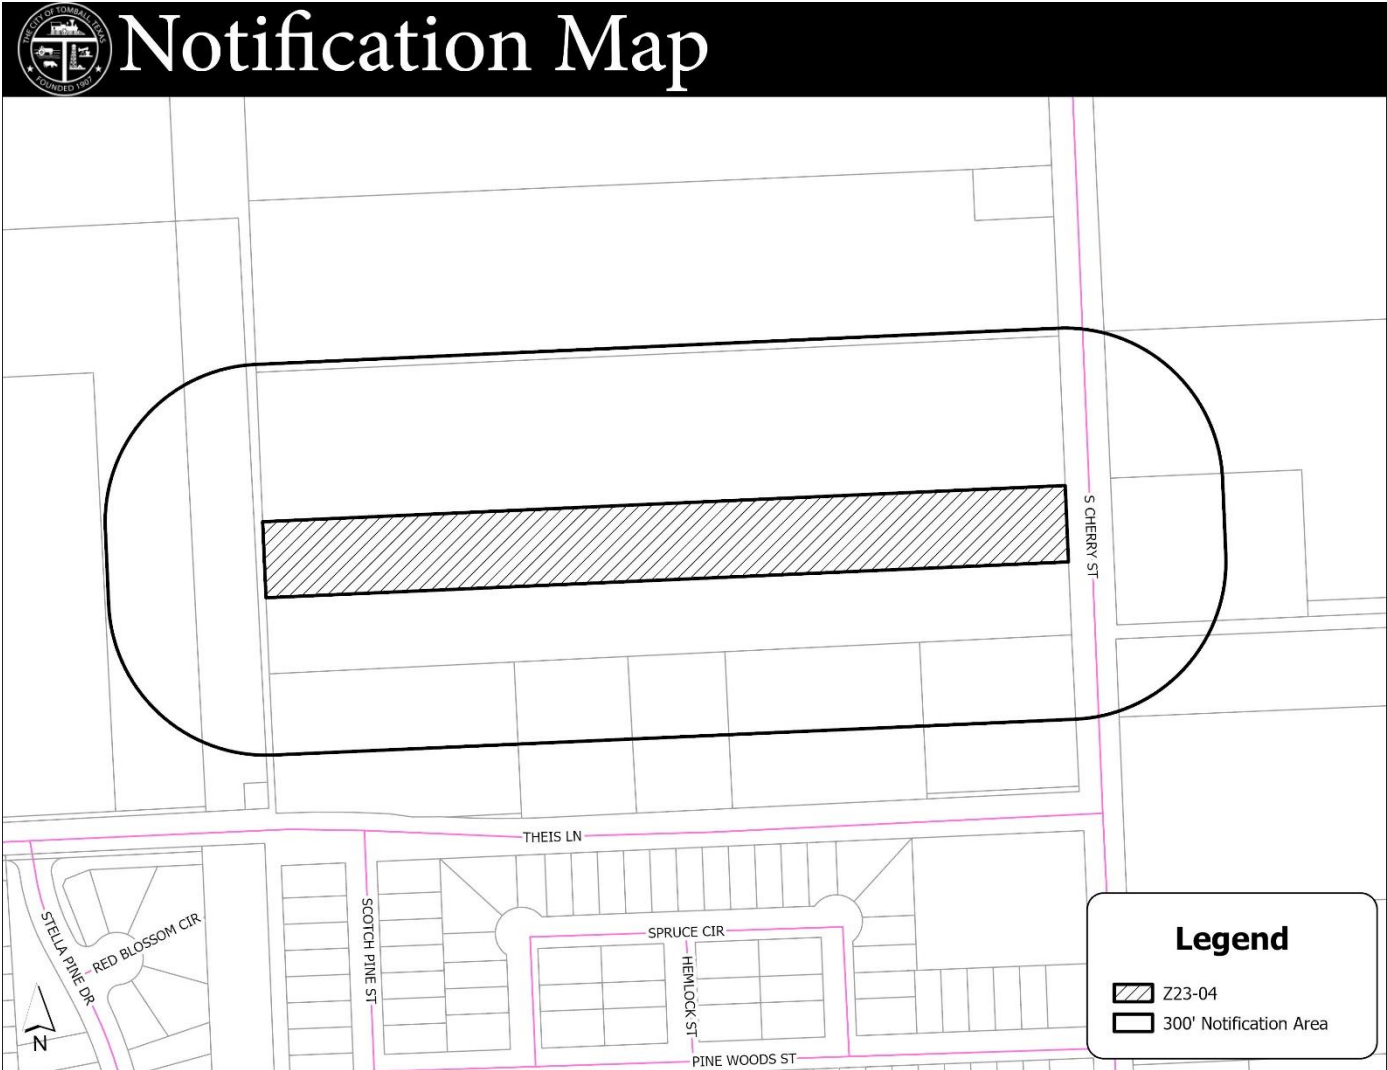 THE CITY OF TOMBALL, TEXAS
FOUNDED 1907
Notification Map
S CHERRY ST
THEIS LN
STELLA PINE DR
RED BLOSSOM CIR
SCOTCH PINE ST
SPRUCE CIR
HEMLOCK ST
PINE WOODS ST
N
Legend
Z23-04
300' Notification Area